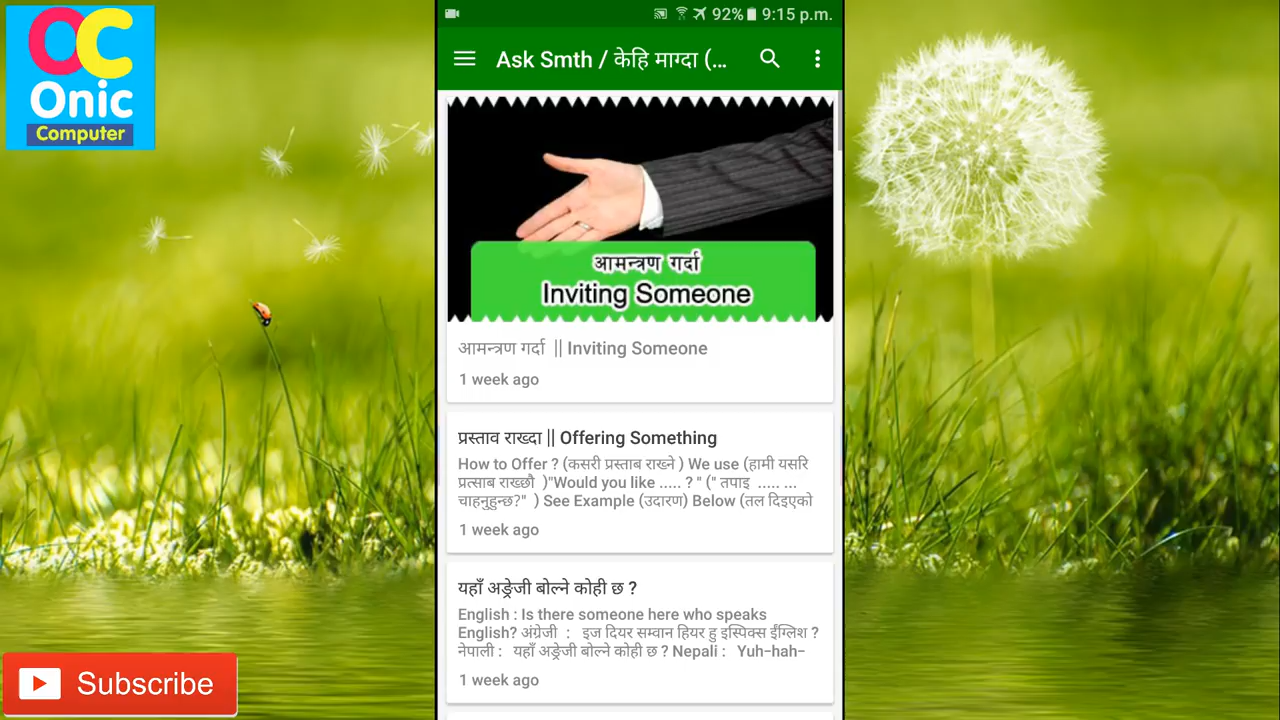 OC
Onic
Computer
92% 9:15 p.m.
Ask Smth / केहि माग्दा (...
आमन्त्रण गर्दा
Inviting Someone
आमन्त्रण गर्दा || Inviting Someone
1 week ago
प्रस्ताव राख्दा || Offering Something
How to Offer ? (कसरी प्रस्ताब राख्ने ) We use (हामी यसरि
प्रत्साब राख्छौ )"Would you like ..... ? " (" तपाइ ..... ...
चाहनुहुन्छ?" ) See Example (उदारण) Below (तल दिइएको
1 week ago
यहाँ अङ्रेजी बोल्ने कोही छ ?
English : Is there someone here who speaks
English? अंग्रेजी : इज दियर सम्वान हियर हु इस्पिक्स ईंग्लिश ?
नेपाली : यहाँ अङ्रेजी बोल्ने कोही छ ? Nepali : Yuh-hah-
1 week ago
Subscribe